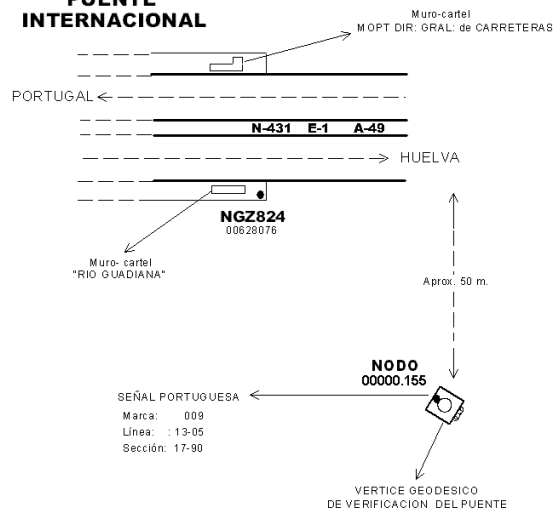 PUENTE
INTERNACIONAL
Muro-cartel
MOPT DIR: GRAL: de CARRETERAS
PORTUGAL
N-431 E-1 A-49
HUELVA
NGZ824
00628076
Muro- cartel
"RIO GUADIANA"
Aprox. 50 m.
NODO
00000.155
SEÑAL PORTUGUESA
Marca: 009
Línea: : 13-05
Sección: 17-90
VERTICE GEODESICO
DE VERIFICACION DEL PUENTE